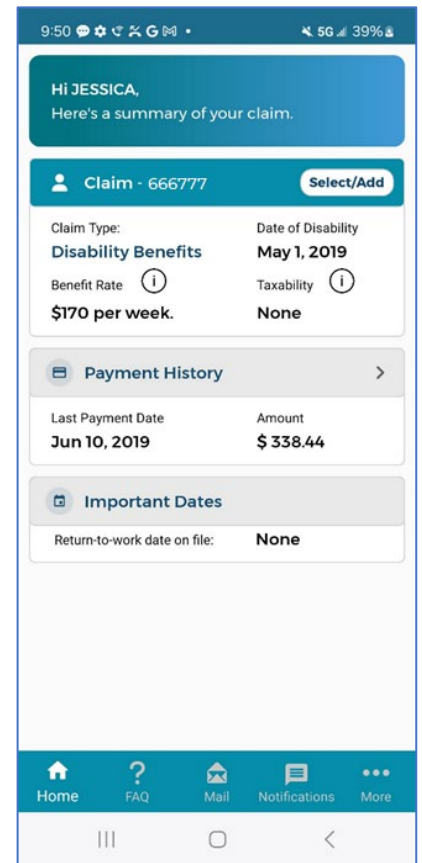 9:50 G 5G 39%
Hi JESSICA,
Here's a summary of your claim.
Claim - 666777 Select/Add
Claim Type: Date of Disability
Disability Benefits May 1, 2019
Benefit Rate i Taxability i
$170 per week. None
Payment History
Last Payment Date Amount
Jun 10, 2019 $ 338.44
Important Dates
Return-to-work date on file: None
Home FAQ Mail Notifications More